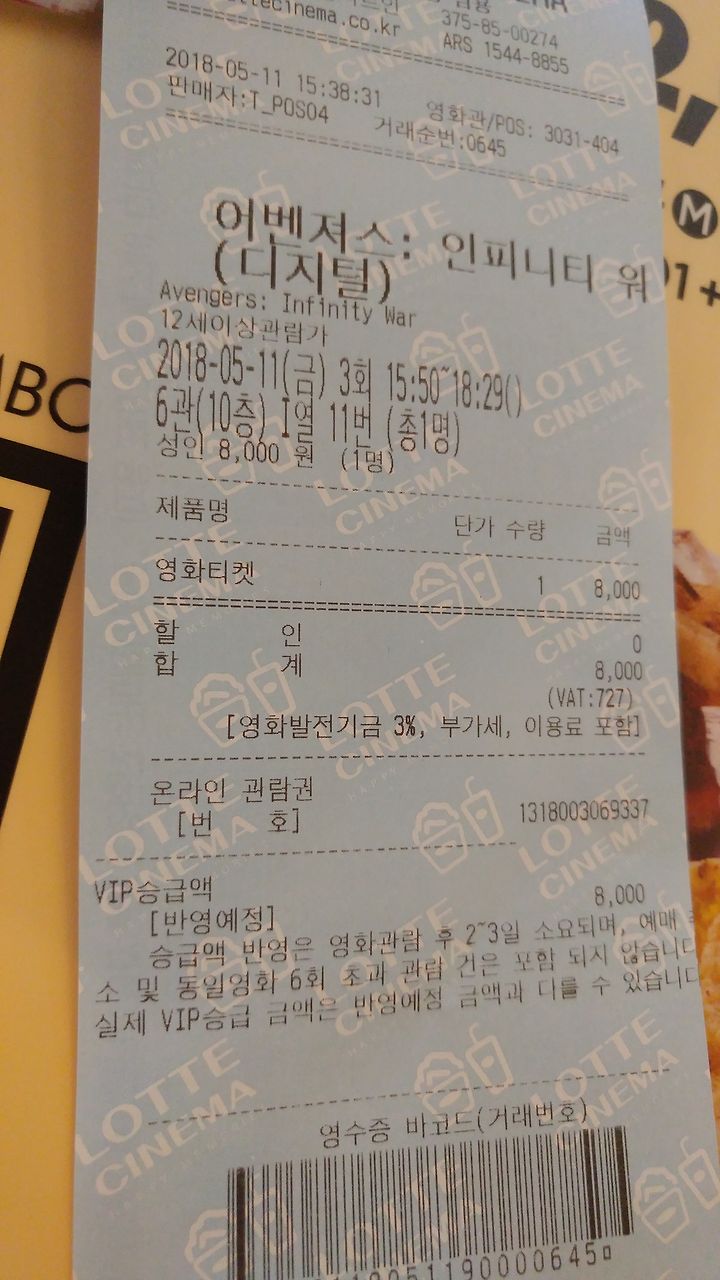 ttecinema.co.kr 375-85-00274
ARS 1544-8855
2018-05-11 15:38:31 영화관/POS: 3031-404
판매자:T_POS04 거래순번:0645
어벤져스: 인피니티 워
(디지털)
Avengers: Infinity War
12세이상관람가
2018-05-11(금) 3회 15:50~18:29()
6관(10층) I열 11번 (총1명)
성인 8,000 원 (1명)
제품명 단가 수량 금액
영화티켓 1 8,000
할 인 0
합 계 8,000
(VAT:727)
[영화발전기금 3%, 부가세, 이용료 포함]
온라인 관람권
[번 호] 1318003069337
VIP승급액 8,000
[반영예정]
승급액 반영은 영화관람 후 2~3일 소요되며, 예매
소 및 동일영화 6회 초과 관람 건은 포함 되지 않습니다
실제 VIP승급 금액은 반영예정 금액과 다를 수 있습니다
영수증 바코드(거래번호)
LOTTE
CINEMA